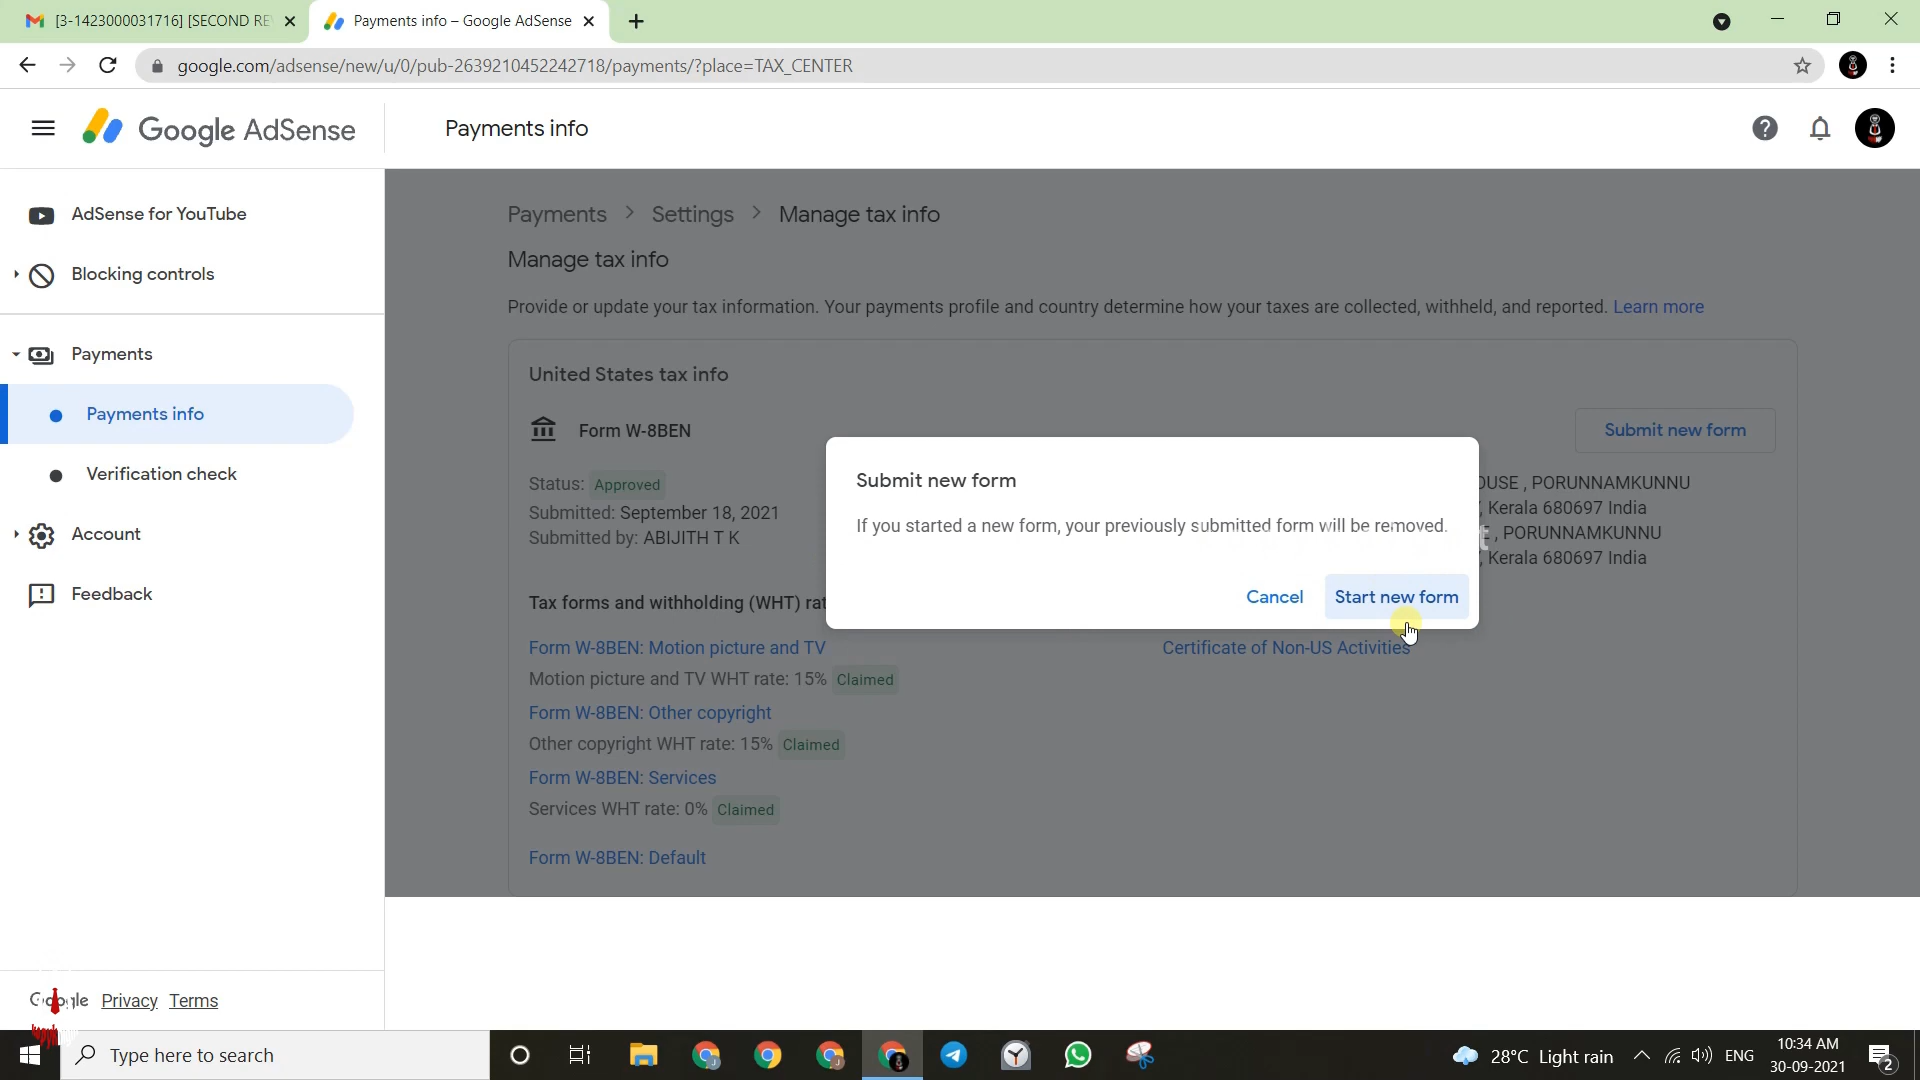 [3-1423000031716] [SECOND RE
Payments info – Google AdSense
google.com/adsense/new/u/0/pub-2639210452242718/payments/?place=TAX_CENTER
Google AdSense
Payments info
AdSense for YouTube
Blocking controls
Payments
Payments info
Verification check
Account
Feedback
Payments > Settings > Manage tax info
Manage tax info
Provide or update your tax information. Your payments profile and country determine how your taxes are collected, withheld, and reported. Learn more
United States tax info
Form W-8BEN
Submit new form
Status: Approved
Submitted: September 18, 2021
Submitted by: ABIJITH T K
OUSE , PORUNNAMKUNNU
, Kerala 680697 India
E , PORUNNAMKUNNU
, Kerala 680697 India
Submit new form
If you started a new form, your previously submitted form will be removed.
Cancel
Start new form
Tax forms and withholding (WHT) rat
Form W-8BEN: Motion picture and TV
Certificate of Non-US Activities
Motion picture and TV WHT rate: 15% Claimed
Form W-8BEN: Other copyright
Other copyright WHT rate: 15% Claimed
Form W-8BEN: Services
Services WHT rate: 0% Claimed
Form W-8BEN: Default
Google Privacy Terms
Type here to search
28°C Light rain
ENG
10:34 AM
30-09-2021
2